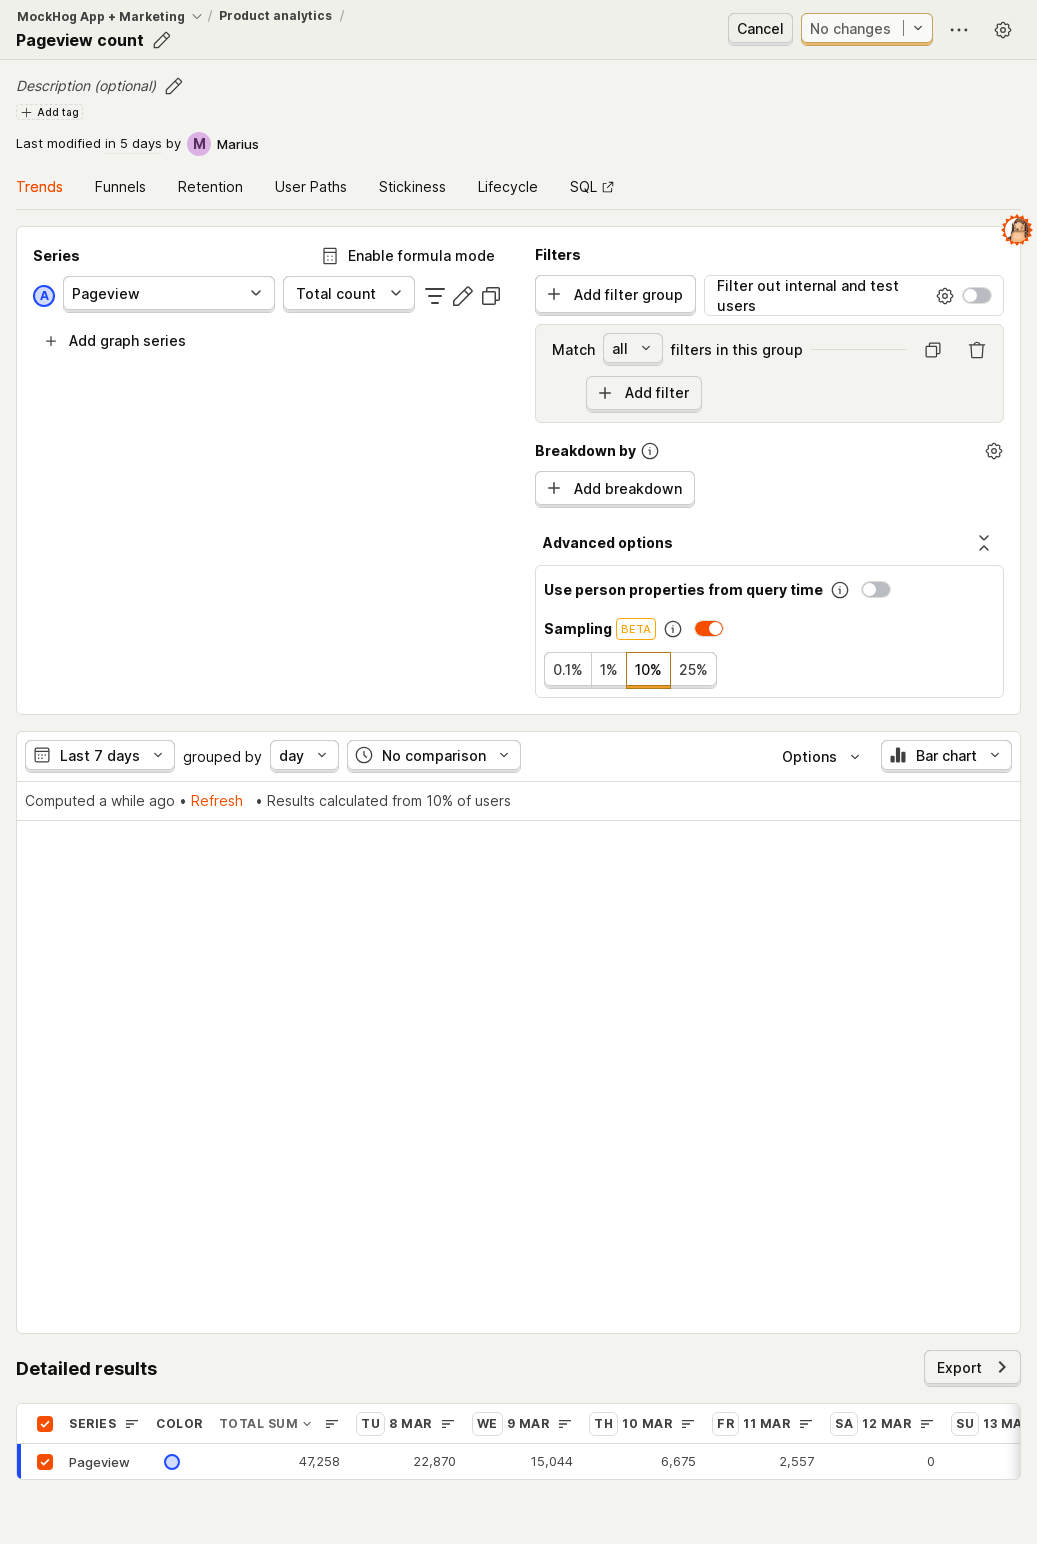 MockHog App + Marketing / Product analytics /
Pageview count
Cancel
No changes
Description (optional)
Add tag
Last modified in 5 days by M Marius
Trends Funnels Retention User Paths Stickiness Lifecycle SQL
Series
Enable formula mode
A Pageview Total count
Add graph series
Filters
Add filter group
Filter out internal and test
users
Match all filters in this group
Add filter
Breakdown by
Add breakdown
Advanced options
Use person properties from query time
Sampling BETA
0.1% 1% 10% 25%
Last 7 days grouped by day No comparison Options Bar chart
Computed a while ago • Refresh • Results calculated from 10% of users
Detailed results
Export
SERIES COLOR TOTAL SUM TU 8 MAR WE 9 MAR TH 10 MAR FR 11 MAR SA 12 MAR SU 13 MA
Pageview 47,258 22,870 15,044 6,675 2,557 0